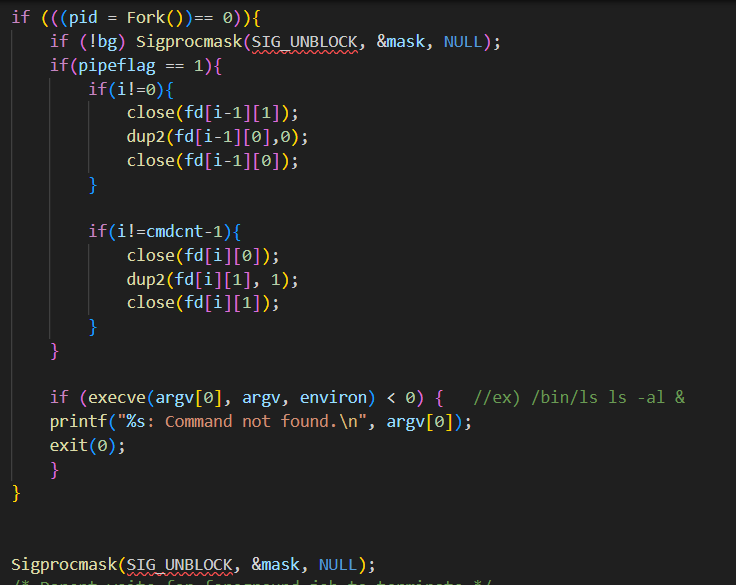 if (((pid = Fork())== 0)){
if (!bg) Sigprocmask(SIG_UNBLOCK, &mask, NULL);
if(pipeflag == 1){
if(i!=0){
close(fd[i-1][1]);
dup2(fd[i-1][0],0);
close(fd[i-1][0]);
}
if(i!=cmdcnt-1){
close(fd[i][0]);
dup2(fd[i][1], 1);
close(fd[i][1]);
}
}
if (execve(argv[0], argv, environ) < 0) {   //ex) /bin/ls ls -al &
printf("%s: Command not found.\n", argv[0]);
exit(0);
}
}
Sigprocmask(SIG_UNBLOCK, &mask, NULL);
/* Parent waits for foreground job to terminate */